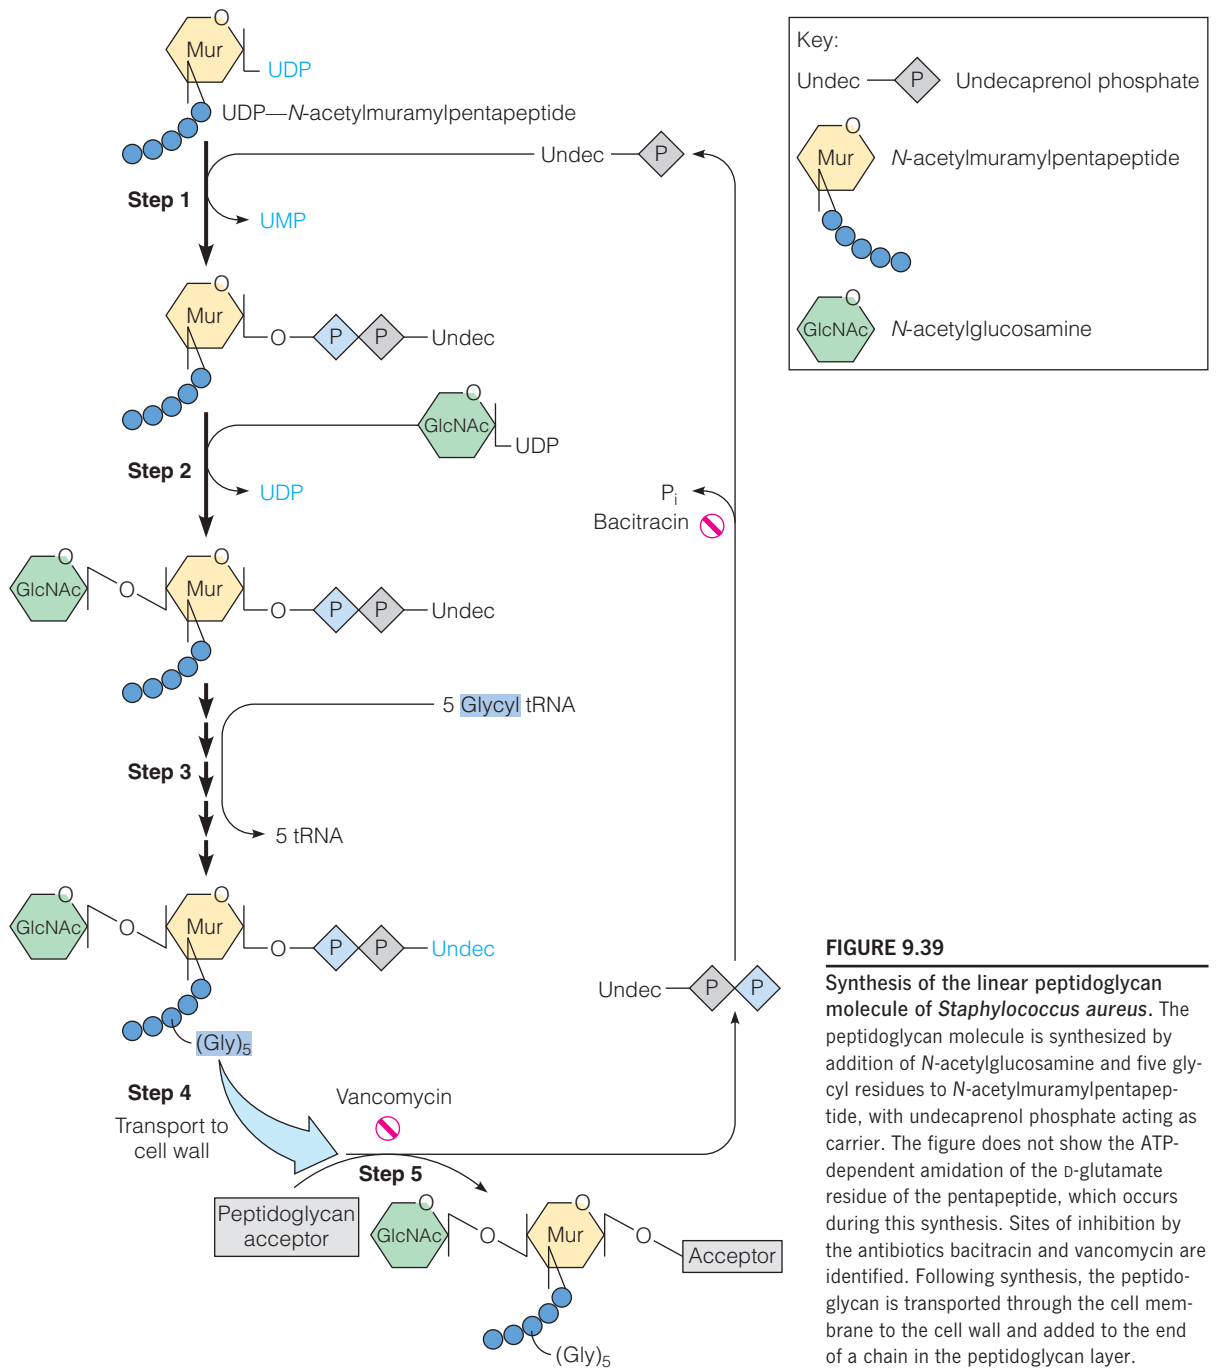 O
Mur
UDP
UDP—N-acetylmuramylpentapeptide
Undec P
Step 1
UMP
O
Mur
O P P Undec
O
GlcNAc
UDP
Step 2
UDP
Pi
Bacitracin
O O
GlcNAc O Mur O P P Undec
5 Glycyl tRNA
Step 3
5 tRNA
O O
GlcNAc O Mur O P P Undec
(Gly)5
Undec P P
Step 4
Transport to
cell wall
Vancomycin
Step 5
Peptidoglycan
acceptor
O O
GlcNAc O Mur O
Acceptor
(Gly)5
Key:
Undec P Undecaprenol phosphate
O
Mur N-acetylmuramylpentapeptide
O
GlcNAc N-acetylglucosamine
FIGURE 9.39
Synthesis of the linear peptidoglycan
molecule of Staphylococcus aureus. The
peptidoglycan molecule is synthesized by
addition of N-acetylglucosamine and five gly-
cyl residues to N-acetylmuramylpentapep-
tide, with undecaprenol phosphate acting as
carrier. The figure does not show the ATP-
dependent amidation of the D-glutamate
residue of the pentapeptide, which occurs
during this synthesis. Sites of inhibition by
the antibiotics bacitracin and vancomycin are
identified. Following synthesis, the peptido-
glycan is transported through the cell mem-
brane to the cell wall and added to the end
of a chain in the peptidoglycan layer.